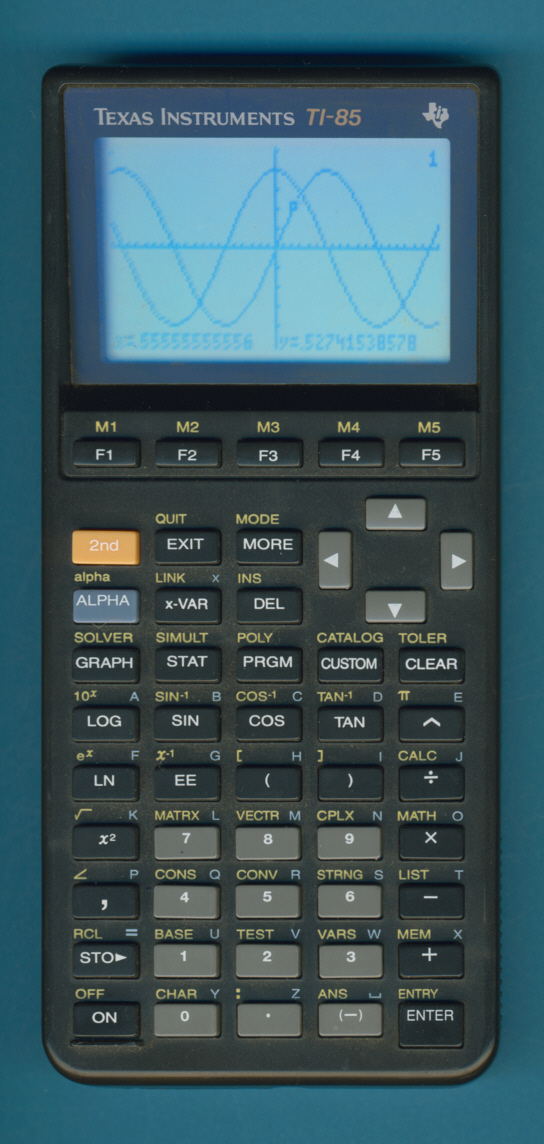 TEXAS INSTRUMENTS TI-85
1
x=.55555555556 y=.52741538578
M1 M2 M3 M4 M5
F1 F2 F3 F4 F5
QUIT MODE
2nd EXIT MORE ▲
◀ ▶
alpha LINK x INS
ALPHA x-VAR DEL ▼
SOLVER SIMULT POLY CATALOG TOLER
GRAPH STAT PRGM CUSTOM CLEAR
10ˣ A SIN⁻¹ B COS⁻¹ C TAN⁻¹ D π E
LOG SIN COS TAN ^
eˣ F x⁻¹ G [ H ] I CALC J
LN EE ( ) ÷
√ K MATRX L VECTR M CPLX N MATH O
x² 7 8 9 ×
∠ P CONS Q CONV R STRNG S LIST T
, 4 5 6 −
RCL = BASE U TEST V VARS W MEM X
STO► 1 2 3 +
OFF CHAR Y : Z ANS ⎵ ENTRY
ON 0 . (−) ENTER